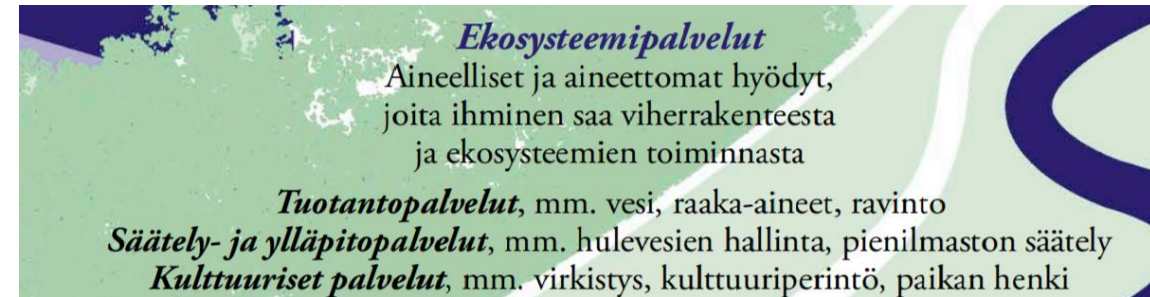 Ekosysteemipalvelut
Aineelliset ja aineettomat hyödyt,
joita ihminen saa viherrakenteesta
ja ekosysteemien toiminnasta
Tuotantopalvelut, mm. vesi, raaka-aineet, ravinto
Säätely- ja ylläpitopalvelut, mm. hulevesien hallinta, pienilmaston säätely
Kulttuuriset palvelut, mm. virkistys, kulttuuriperintö, paikan henki